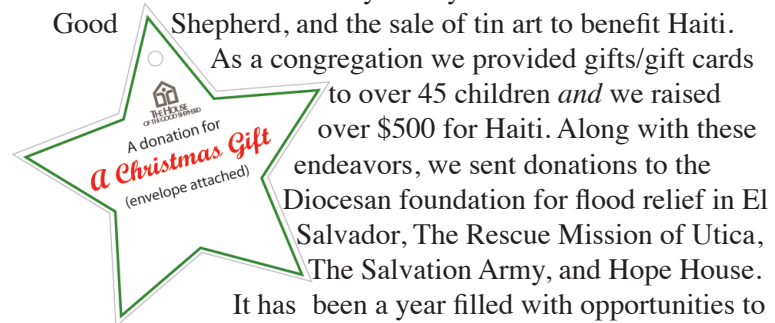 Good Shepherd, and the sale of tin art to benefit Haiti.
As a congregation we provided gifts/gift cards
to over 45 children and we raised
over $500 for Haiti. Along with these
endeavors, we sent donations to the
Diocesan foundation for flood relief in El
Salvador, The Rescue Mission of Utica,
The Salvation Army, and Hope House.
It has been a year filled with opportunities to
THE HOUSE
OF THE GOOD SHEPHERD
A donation for
A Christmas Gift
(envelope attached)